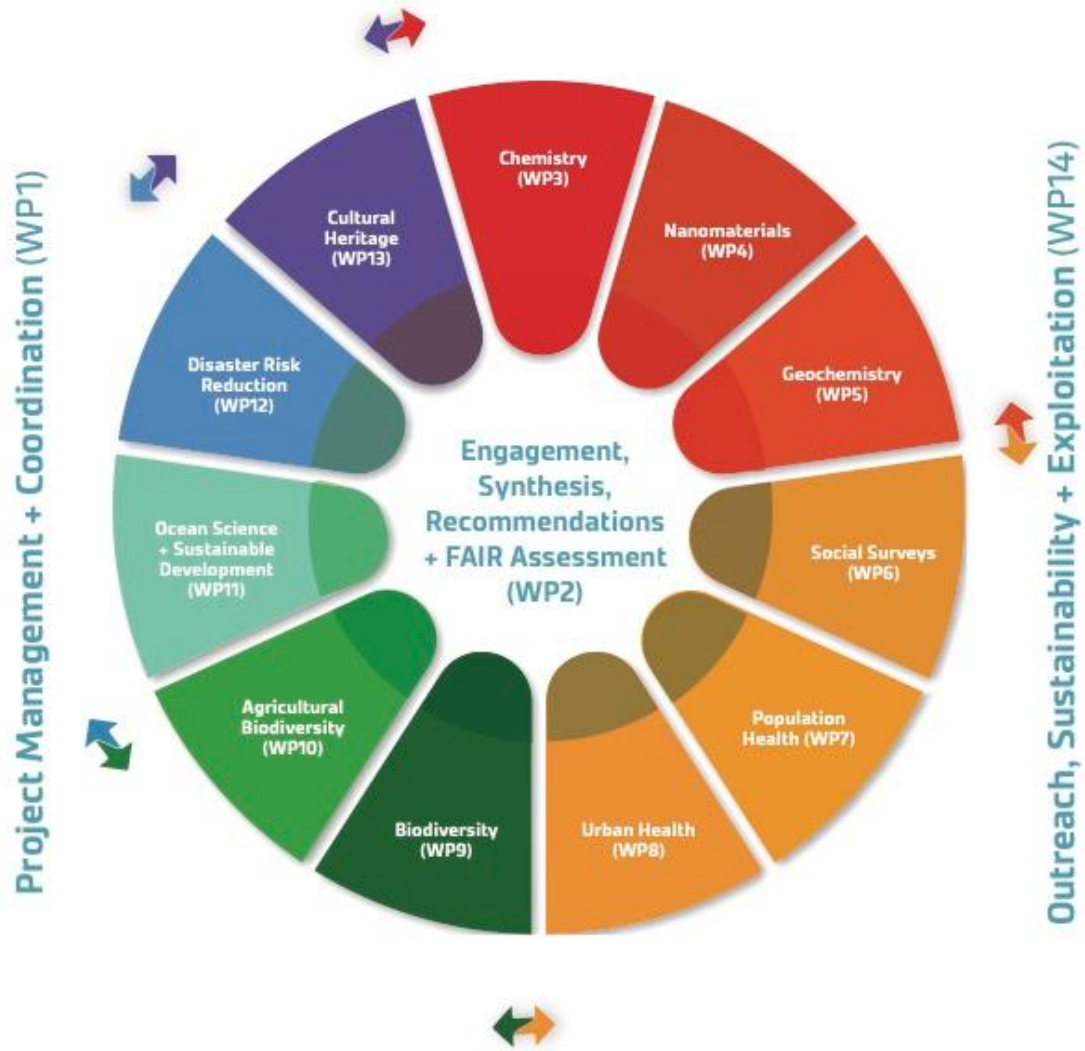 Project Management + Coordination (WP1)
Chemistry
(WP3)
Nanomaterials
(WP4)
Geochemistry
(WP5)
Social Surveys
(WP6)
Population
Health (WP7)
Urban Health
(WP8)
Biodiversity
(WP9)
Agricultural
Biodiversity
(WP10)
Ocean Science
+ Sustainable
Development
(WP11)
Disaster Risk
Reduction
(WP12)
Cultural
Heritage
(WP13)
Engagement,
Synthesis,
Recommendations
+ FAIR Assessment
(WP2)
Outreach, Sustainability + Exploitation (WP14)